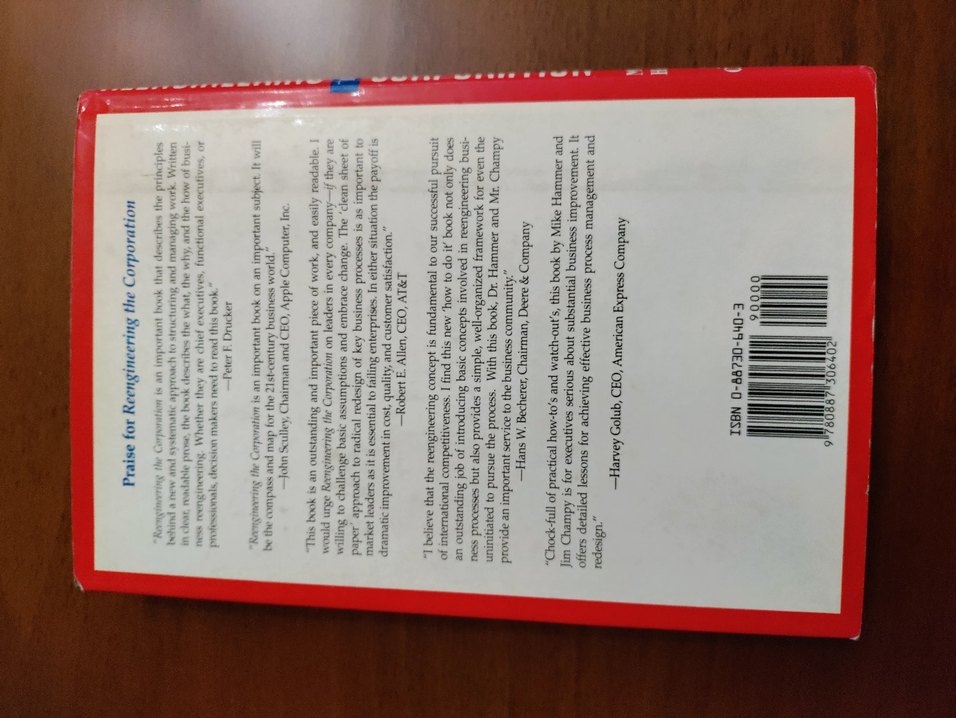 Praise for Reengineering the Corporation
"Reengineering the Corporation is an important book that describes the principles
behind a new and systematic approach to structuring and managing work. Written
in clear, readable prose, the book describes the what, the why, and the how of busi-
ness reengineering. Whether they are chief executives, functional executives, or
professionals, decision makers need to read this book."
—Peter F. Drucker
"Reengineering the Corporation is an important book on an important subject. It will
be the compass and map for the 21st-century business world."
—John Sculley, Chairman and CEO, Apple Computer, Inc.
"This book is an outstanding and important piece of work, and easily readable. I
would urge Reengineering the Corporation on leaders in every company—if they are
willing to challenge basic assumptions and embrace change. The 'clean sheet of
paper' approach to radical redesign of key business processes is as important to
market leaders as it is essential to failing enterprises. In either situation the payoff is
dramatic improvement in cost, quality, and customer satisfaction."
—Robert E. Allen, CEO, AT&T
"I believe that the reengineering concept is fundamental to our successful pursuit
of international competitiveness. I find this new 'how to do it' book not only does
an outstanding job of introducing basic concepts involved in reengineering busi-
ness processes but also provides a simple, well-organized framework for even the
uninitiated to pursue the process. With this book, Dr. Hammer and Mr. Champy
provide an important service to the business community."
—Hans W. Becherer, Chairman, Deere & Company
"Chock-full of practical how-to's and watch-out's, this book by Mike Hammer and
Jim Champy is for executives serious about substantial business improvement. It
offers detailed lessons for achieving effective business process management and
redesign."
—Harvey Golub, CEO, American Express Company
ISBN 0-88730-640-3
90000
9 780887 306402